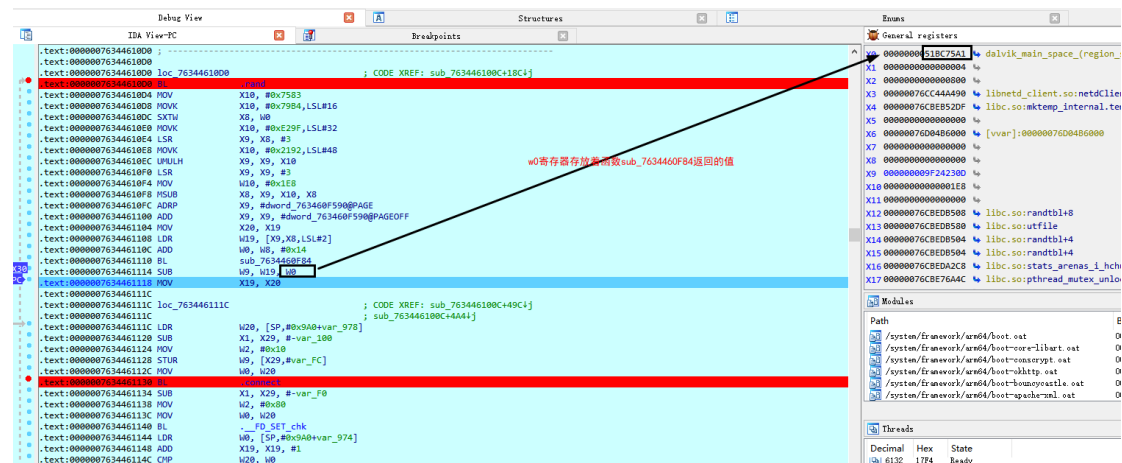 Debug View
Structures
Enums
IDA View-PC
Breakpoints
General registers
.text:00000076344610D0 ; ---------------------------------------------------------------------------
.text:00000076344610D0
.text:00000076344610D0 loc_76344610D0 ; CODE XREF: sub_763446100C+18C↓j
.text:00000076344610D0 BL .rand
.text:00000076344610D4 MOV X10, #0x7583
.text:00000076344610D8 MOVK X10, #0x79B4,LSL#16
.text:00000076344610DC SXTW X8, W0
.text:00000076344610E0 MOVK X10, #0xE29F,LSL#32
.text:00000076344610E4 LSR X9, X8, #3
.text:00000076344610E8 MOVK X10, #0x2192,LSL#48
.text:00000076344610EC UMULH X9, X9, X10
.text:00000076344610F0 LSR X9, X9, #3
.text:00000076344610F4 MOV W10, #0x1E8
.text:00000076344610F8 MSUB X8, X9, X10, X8
.text:00000076344610FC ADRP X9, #dword_763460F590@PAGE
.text:0000007634461100 ADD X9, X9, #dword_763460F590@PAGEOFF
.text:0000007634461104 MOV X20, X19
.text:0000007634461108 LDR W19, [X9,X8,LSL#2]
.text:000000763446110C ADD W0, W8, #0x14
.text:0000007634461110 BL sub_7634460F84
.text:0000007634461114 SUB W9, W19, W0
.text:0000007634461118 MOV X19, X20
.text:000000763446111C
.text:000000763446111C loc_763446111C ; CODE XREF: sub_763446100C+49C↓j
.text:000000763446111C ; sub_763446100C+4A4↓j
.text:000000763446111C LDR W20, [SP,#0x9A0+var_978]
.text:0000007634461120 SUB X1, X29, #-var_100
.text:0000007634461124 MOV W2, #0x10
.text:0000007634461128 STUR W9, [X29,#var_FC]
.text:000000763446112C MOV W0, W20
.text:0000007634461130 BL .connect
.text:0000007634461134 SUB X1, X29, #-var_F0
.text:0000007634461138 MOV W2, #0x80
.text:000000763446113C MOV W0, W20
.text:0000007634461140 BL .__FD_SET_chk
.text:0000007634461144 LDR W0, [SP,#0x9A0+var_974]
.text:0000007634461148 ADD X19, X19, #1
.text:000000763446114C CMP W20, W0
X30
PC
w0寄存器存放着函数sub_7634460F84返回的值
X0 0000000051BC75A1 dalvik_main_space_(region_
X1 0000000000000004
X2 0000000000000800
X3 00000076CC44A490 libnetd_client.so:netdClie
X4 00000076CBEB52DF libc.so:mktemp_internal.te
X5 0000000000000000
X6 00000076D04B6000 [vvar]:00000076D04B6000
X7 0000000000000000
X8 0000000000000000
X9 000000009F24230D
X10 00000000000001E8
X11 0000000000000000
X12 00000076CBEDB508 libc.so:randtbl+8
X13 00000076CBEDB580 libc.so:utfile
X14 00000076CBEDB504 libc.so:randtbl+4
X15 00000076CBEDB504 libc.so:randtbl+4
X16 00000076CBEDA2C8 libc.so:stats_arenas_i_hch
X17 00000076CBE76A4C libc.so:pthread_mutex_unlo
Modules
Path
/system/framework/arm64/boot.oat
/system/framework/arm64/boot-core-libart.oat
/system/framework/arm64/boot-conscrypt.oat
/system/framework/arm64/boot-okhttp.oat
/system/framework/arm64/boot-bouncycastle.oat
/system/framework/arm64/boot-apache-xml.oat
Threads
Decimal Hex State
6132 17F4 Ready